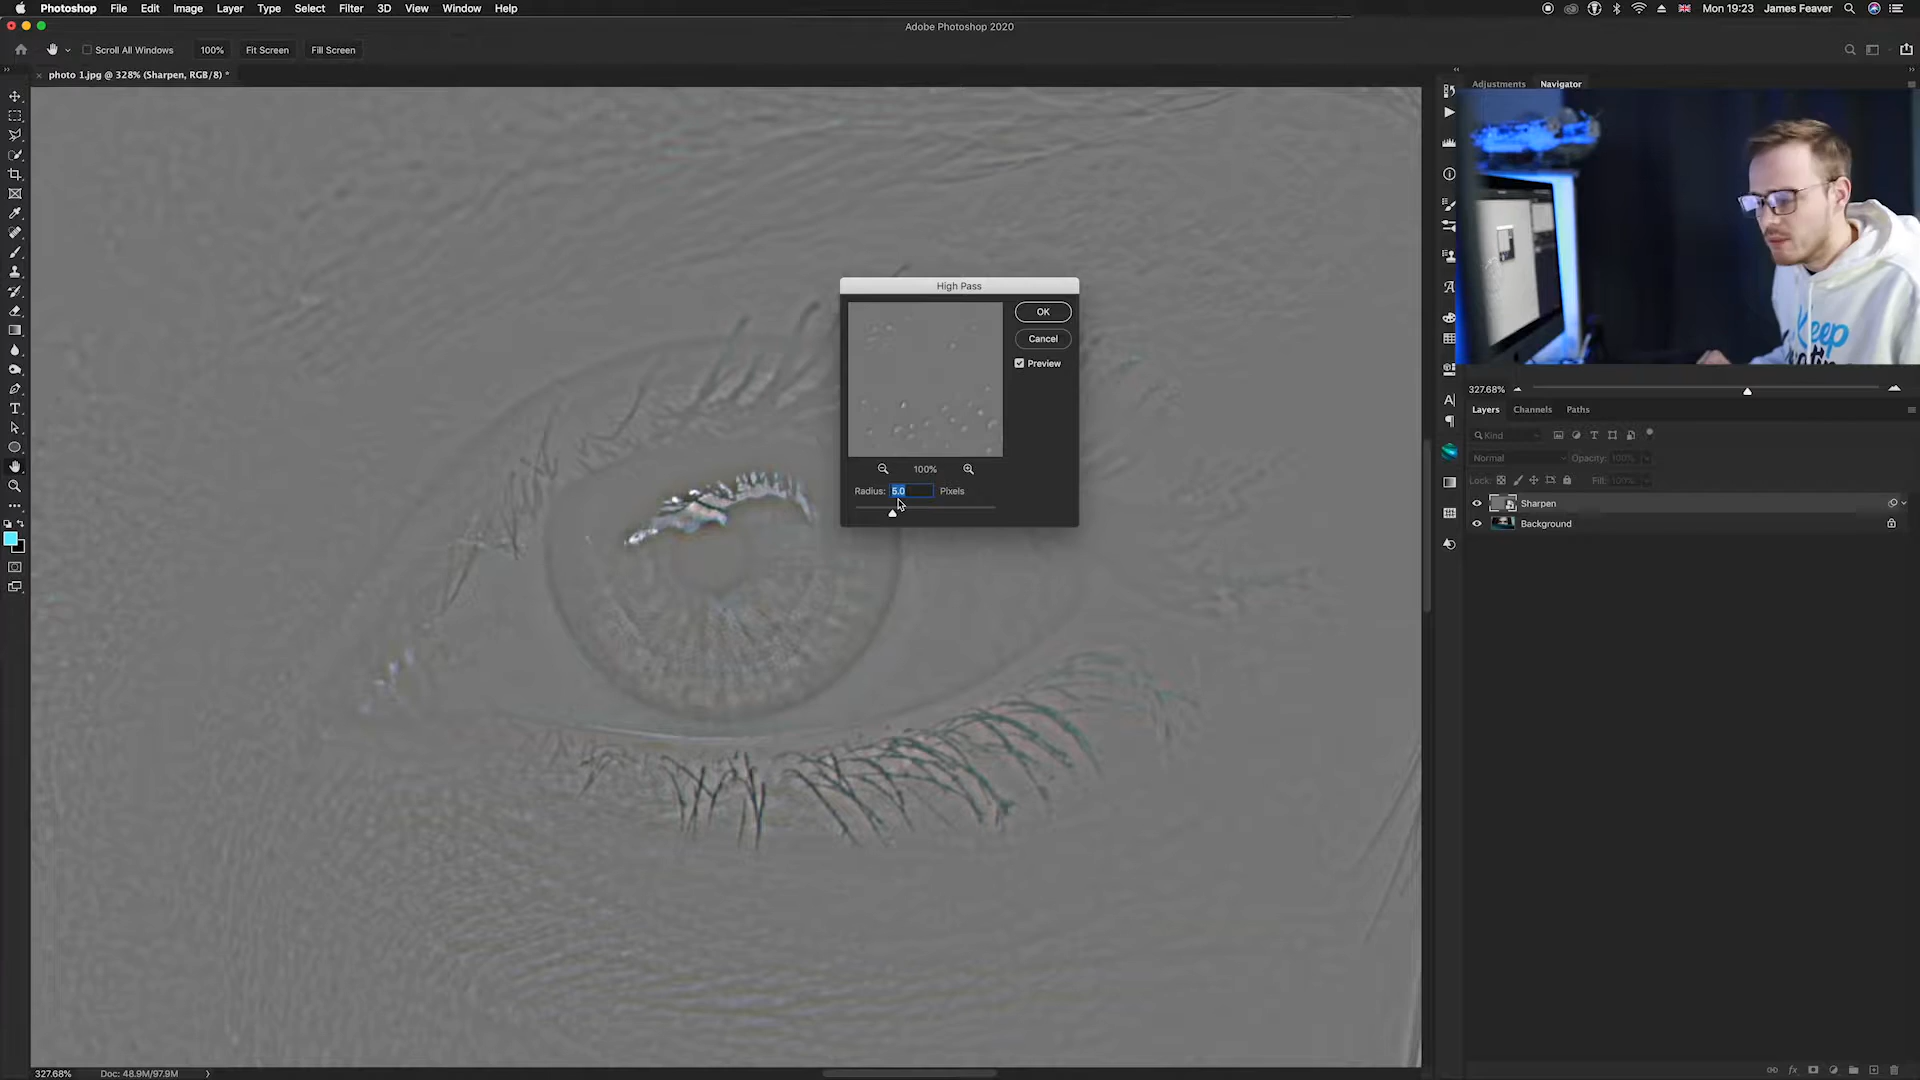 Photoshop File Edit Image Layer Type Select Filter 3D View Window Help Mon 19:23 James Feaver
Adobe Photoshop 2020
Scroll All Windows 100% Fit Screen Fill Screen
photo 1.jpg @ 328% (Sharpen, RGB/8) *
Adjustments Navigator
High Pass
OK
Cancel
Preview
100%
Radius: 5.0 Pixels
Keep
327.68%
Layers Channels Paths
Kind
Normal Opacity: 100%
Lock: Fill: 100%
Sharpen
Background
327.68% Doc: 48.9M/97.9M